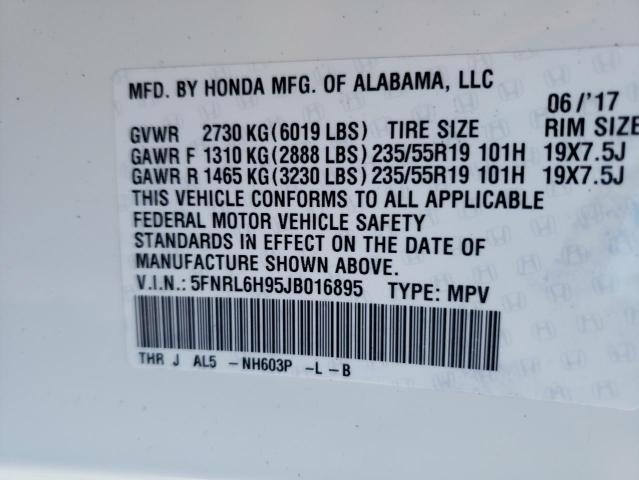 MFD. BY HONDA MFG. OF ALABAMA, LLC
06/'17
GVWR 2730 KG(6019 LBS) TIRE SIZE RIM SIZE
GAWR F 1310 KG(2888 LBS) 235/55R19 101H 19X7.5J
GAWR R 1465 KG(3230 LBS) 235/55R19 101H 19X7.5J
THIS VEHICLE CONFORMS TO ALL APPLICABLE
FEDERAL MOTOR VEHICLE SAFETY
STANDARDS IN EFFECT ON THE DATE OF
MANUFACTURE SHOWN ABOVE.
V.I.N.: 5FNRL6H95JB016895 TYPE: MPV
THR J AL5 -NH603P -L -B